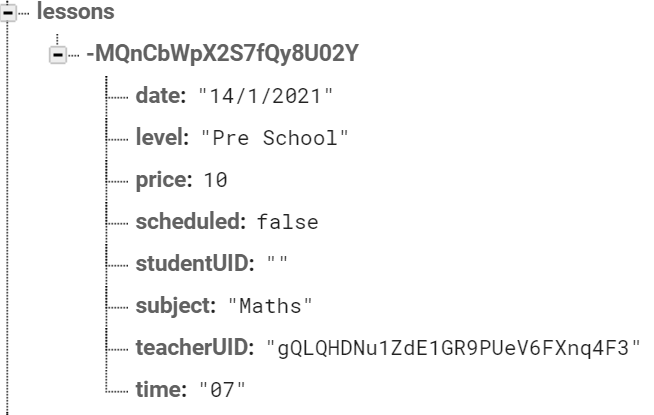 lessons
-MQnCbWpX2S7fQy8U02Y
date: "14/1/2021"
level: "Pre School"
price: 10
scheduled: false
studentUID: ""
subject: "Maths"
teacherUID: "gQLQHDNu1ZdE1GR9PUeV6FXnq4F3"
time: "07"